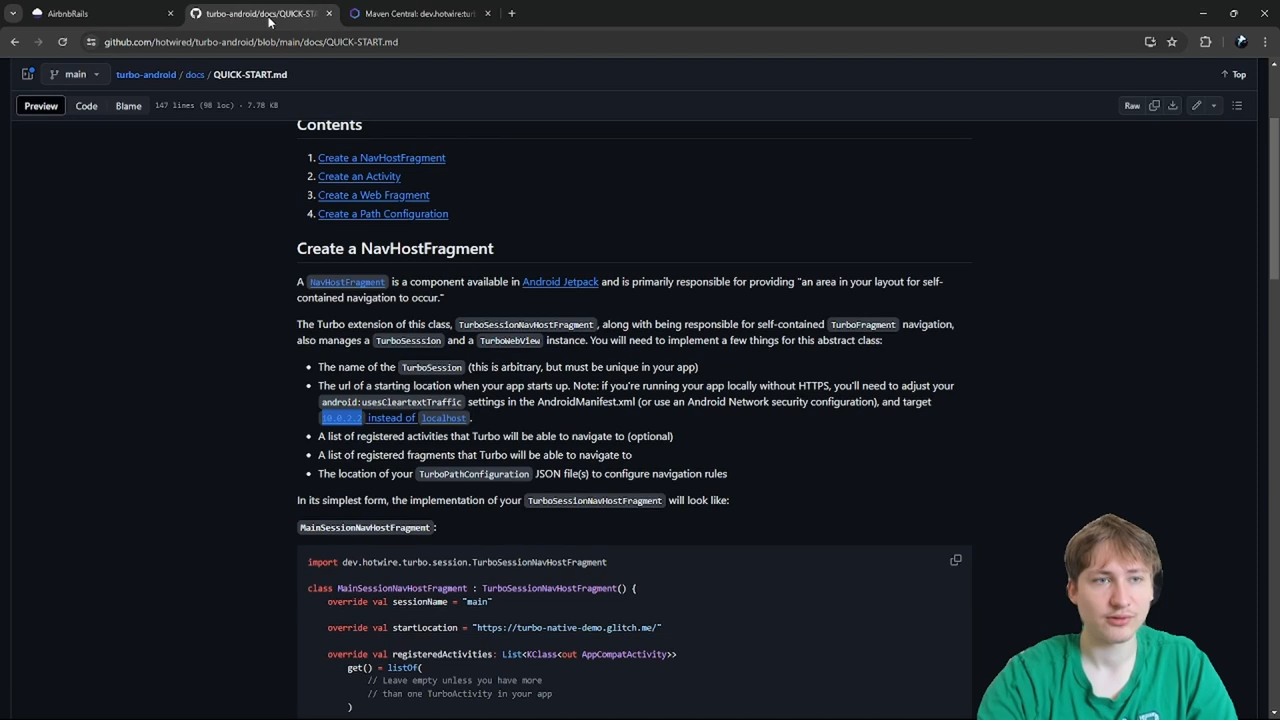 AirbnbRails
turbo-android/docs/QUICK-STA
Maven Central: dev.hotwire:turb
github.com/hotwired/turbo-android/blob/main/docs/QUICK-START.md
main
turbo-android / docs / QUICK-START.md
Top
Preview
Code
Blame
147 lines (98 loc) · 7.78 KB
Raw
Contents
1. Create a NavHostFragment
2. Create an Activity
3. Create a Web Fragment
4. Create a Path Configuration
Create a NavHostFragment
A NavHostFragment is a component available in Android Jetpack and is primarily responsible for providing "an area in your layout for self-
contained navigation to occur."
The Turbo extension of this class, TurboSessionNavHostFragment, along with being responsible for self-contained TurboFragment navigation,
also manages a TurboSesssion and a TurboWebView instance. You will need to implement a few things for this abstract class:
• The name of the TurboSession (this is arbitrary, but must be unique in your app)
• The url of a starting location when your app starts up. Note: if you're running your app locally without HTTPS, you'll need to adjust your
android:usesCleartextTraffic settings in the AndroidManifest.xml (or use an Android Network security configuration), and target
10.0.2.2 instead of localhost.
• A list of registered activities that Turbo will be able to navigate to (optional)
• A list of registered fragments that Turbo will be able to navigate to
• The location of your TurboPathConfiguration JSON file(s) to configure navigation rules
In its simplest form, the implementation of your TurboSessionNavHostFragment will look like:
MainSessionNavHostFragment:
import dev.hotwire.turbo.session.TurboSessionNavHostFragment
class MainSessionNavHostFragment : TurboSessionNavHostFragment() {
override val sessionName = "main"
override val startLocation = "https://turbo-native-demo.glitch.me/"
override val registeredActivities: List<KClass<out AppCompatActivity>>
get() = listOf(
// Leave empty unless you have more
// than one TurboActivity in your app
)